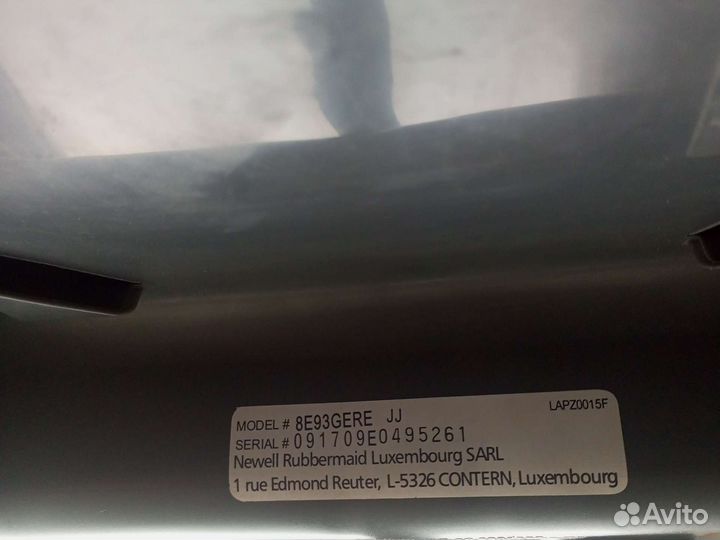 MODEL # 8E93GERE JJ LAPZ0015F
SERIAL # 091709E0495261
Newell Rubbermaid Luxembourg SARL
1 rue Edmond Reuter, L-5326 CONTERN, Luxembourg
Avito